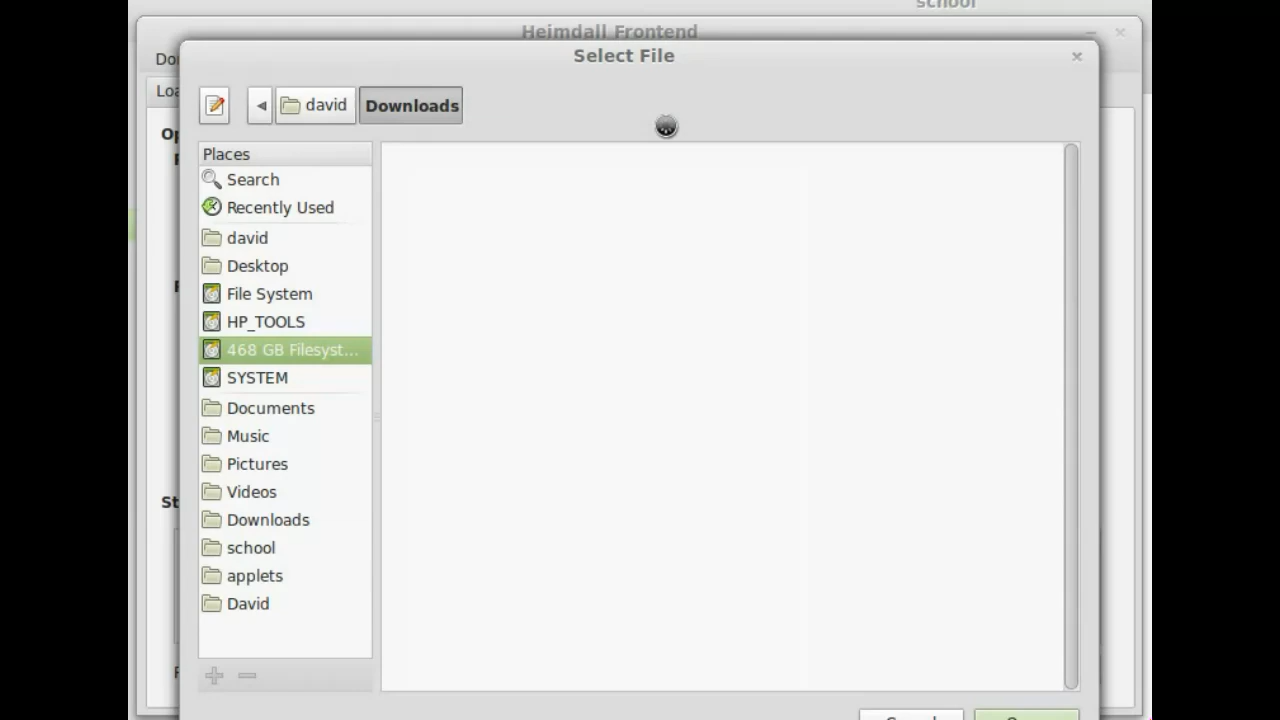 school
Heimdall Frontend
Select File
david
Downloads
Places
Search
Recently Used
david
Desktop
File System
HP_TOOLS
468 GB Filesyst...
SYSTEM
Documents
Music
Pictures
Videos
Downloads
school
applets
David